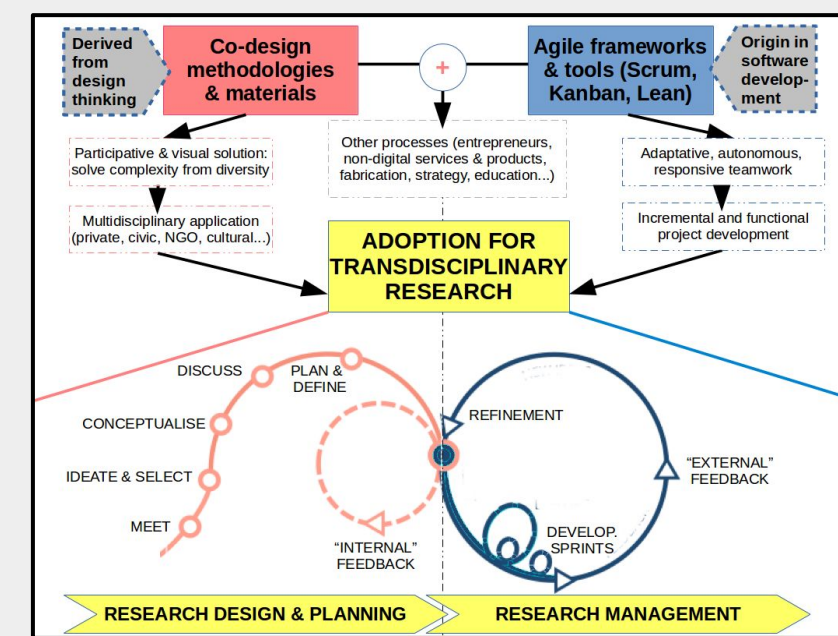 Derived
from
design
thinking
Co-design
methodologies
& materials
+
Agile frameworks
& tools (Scrum,
Kanban, Lean)
Origin in
software
develop-
ment
Participative & visual solution:
solve complexity from diversity
Other processes (entrepreneurs,
non-digital services & products,
fabrication, strategy, education...)
Adaptative, autonomous,
responsive teamwork
Multidisciplinary application
(private, civic, NGO, cultural...)
Incremental and functional
project development
ADOPTION FOR
TRANSDISCIPLINARY
RESEARCH
DISCUSS
PLAN &
DEFINE
CONCEPTUALISE
IDEATE & SELECT
MEET
"INTERNAL"
FEEDBACK
REFINEMENT
"EXTERNAL"
FEEDBACK
DEVELOP.
SPRINTS
RESEARCH DESIGN & PLANNING
RESEARCH MANAGEMENT